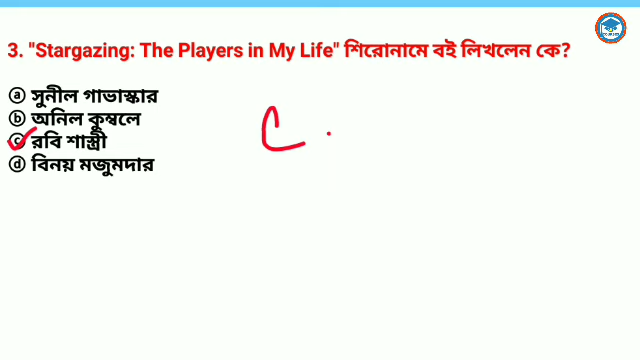 3. "Stargazing: The Players in My Life" শিরোনামে বই লিখলেন কে?
ⓐ সুনীল গাভাস্কার
ⓑ অনিল কুম্বলে
ⓒ রবি শাস্ত্রী
ⓓ বিনয় মজুমদার
C